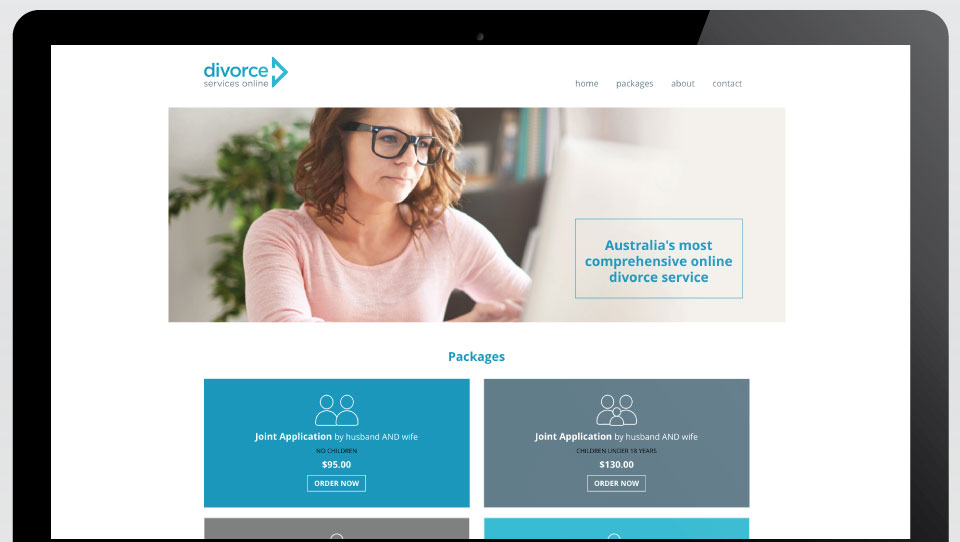 divorce
services online
home packages about contact
Australia's most
comprehensive online
divorce service
Packages
Joint Application by husband AND wife
NO CHILDREN
$95.00
ORDER NOW
Joint Application by husband AND wife
CHILDREN UNDER 18 YEARS
$130.00
ORDER NOW